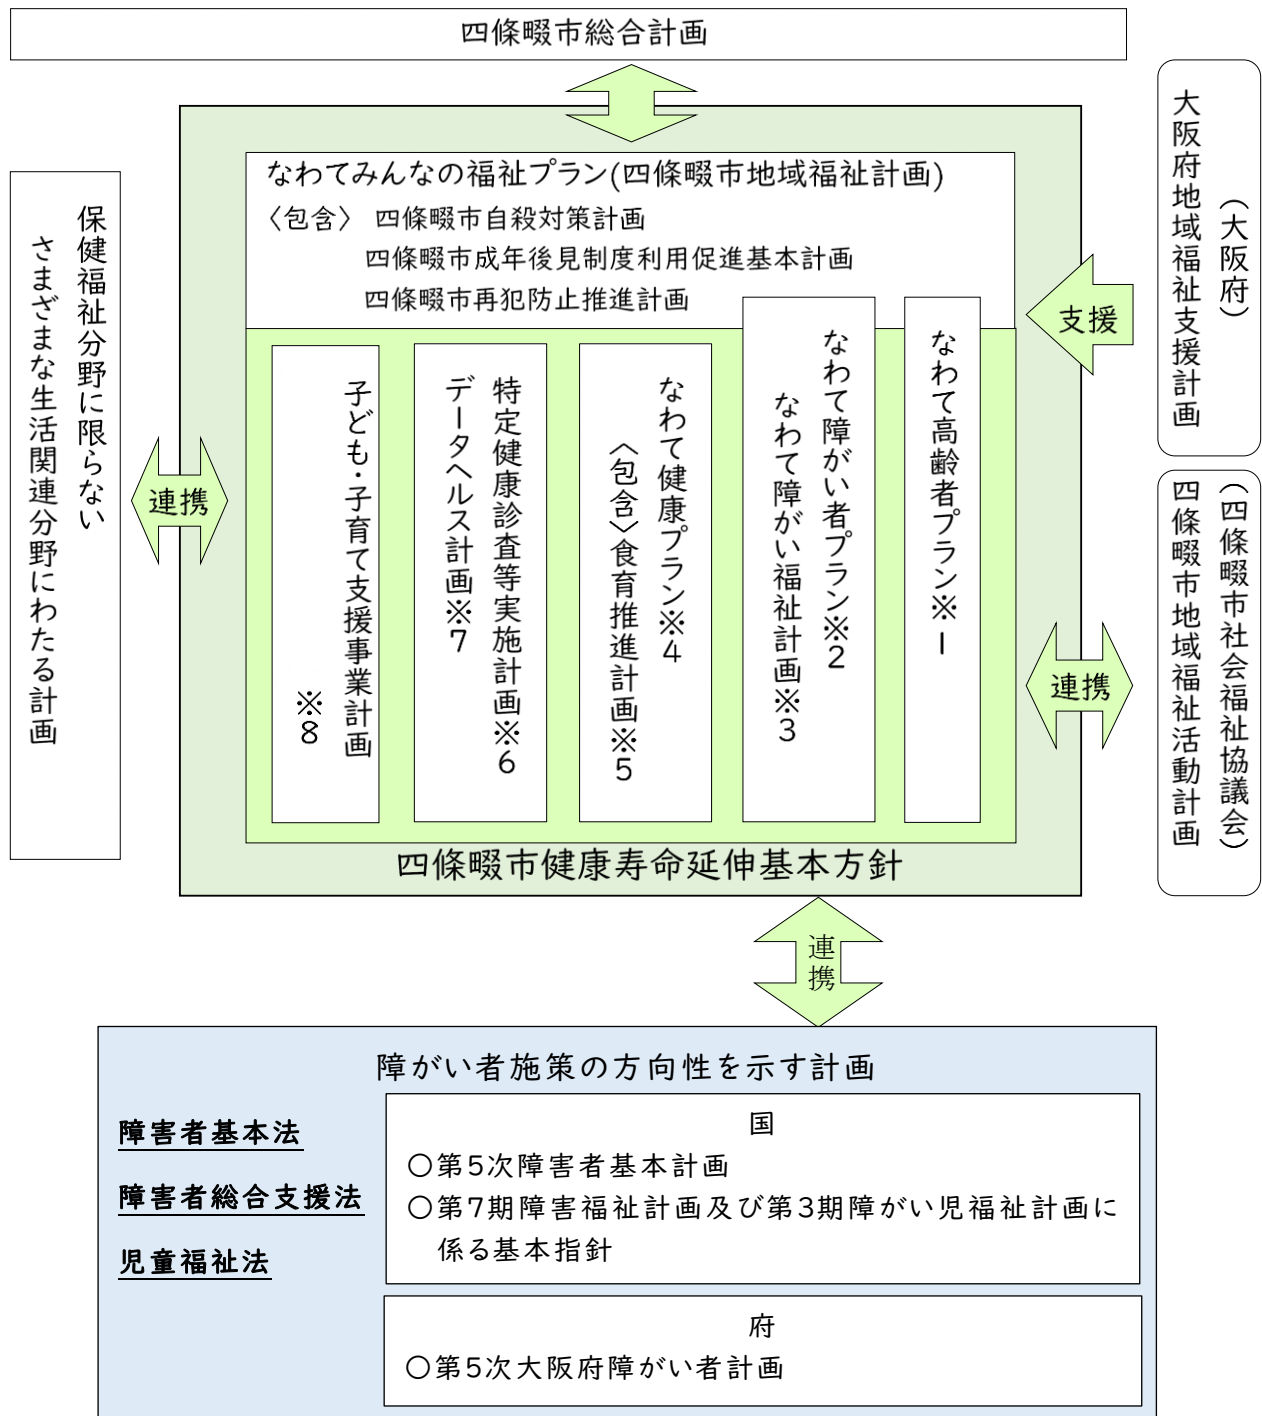 四條畷市総合計画
なわてみんなの福祉プラン(四條畷市地域福祉計画)
〈包含〉 四條畷市自殺対策計画
四條畷市成年後見制度利用促進基本計画
四條畷市再犯防止推進計画
なわて高齢者プラン※1
なわて障がい者プラン※2
なわて障がい福祉計画※3
なわて健康プラン※4
〈包含〉食育推進計画※5
特定健康診査等実施計画※6
データヘルス計画※7
子ども・子育て支援事業計画
※8
四條畷市健康寿命延伸基本方針
保健福祉分野に限らない
さまざまな生活関連分野にわたる計画
連携
(大阪府)
大阪府地域福祉支援計画
支援
(四條畷市社会福祉協議会)
四條畷市地域福祉活動計画
連携
連携
障がい者施策の方向性を示す計画
障害者基本法
障害者総合支援法
児童福祉法
国
〇第5次障害者基本計画
〇第7期障害福祉計画及び第3期障がい児福祉計画に
係る基本指針
府
〇第5次大阪府障がい者計画